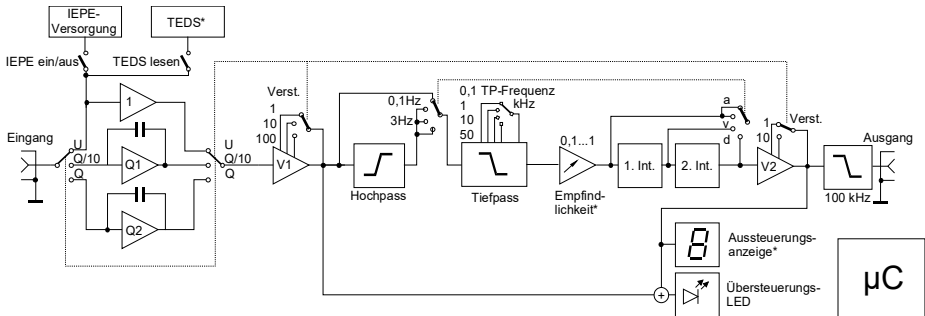 IEPE-
Versorgung
TEDS*
IEPE ein/aus
TEDS lesen
Eingang
U
Q/10
Q
1
Q1
Q2
U
Q/10
Q
Verst.
1
10
100
V1
0,1Hz
3Hz
Hochpass
0,1 TP-Frequenz
1 kHz
10
50
Tiefpass
0,1...1
Empfind-
lichkeit*
1. Int.
2. Int.
a
v
d
1
10
Verst.
V2
100 kHz
Ausgang
8
Aussteuerungs-
anzeige*
+
Übersteuerungs-
LED
µC